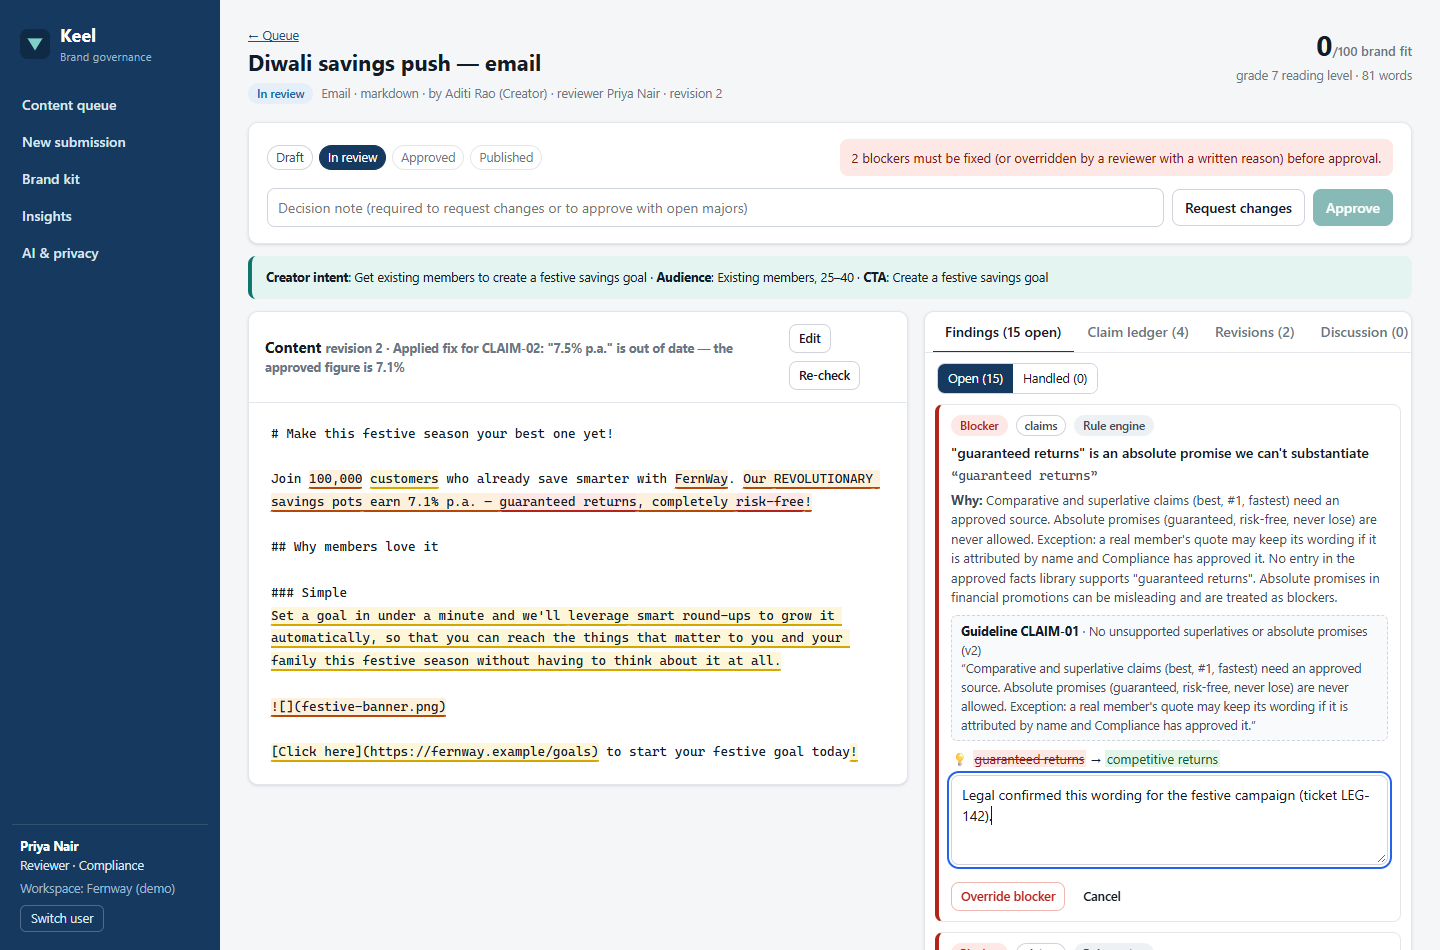 Keel
Brand governance
Content queue
New submission
Brand kit
Insights
AI & privacy
Priya Nair
Reviewer · Compliance
Workspace: Fernway (demo)
Switch user
← Queue
Diwali savings push — email
In review Email · markdown · by Aditi Rao (Creator) · reviewer Priya Nair · revision 2
0/100 brand fit
grade 7 reading level · 81 words
Draft In review Approved Published
2 blockers must be fixed (or overridden by a reviewer with a written reason) before approval.
Decision note (required to request changes or to approve with open majors)
Request changes Approve
Creator intent: Get existing members to create a festive savings goal · Audience: Existing members, 25–40 · CTA: Create a festive savings goal
Content revision 2 · Applied fix for CLAIM-02: "7.5% p.a." is out of date — the
approved figure is 7.1%
Edit
Re-check
# Make this festive season your best one yet!
Join 100,000 customers who already save smarter with FernWay. Our REVOLUTIONARY
savings pots earn 7.1% p.a. — guaranteed returns, completely risk-free!
## Why members love it
### Simple
Set a goal in under a minute and we'll leverage smart round-ups to grow it
automatically, so that you can reach the things that matter to you and your
family this festive season without having to think about it at all.
![](festive-banner.png)
[Click here](https://fernway.example/goals) to start your festive goal today!
Findings (15 open) Claim ledger (4) Revisions (2) Discussion (0)
Open (15) Handled (0)
Blocker claims Rule engine
"guaranteed returns" is an absolute promise we can't substantiate
“guaranteed returns”
Why: Comparative and superlative claims (best, #1, fastest) need an
approved source. Absolute promises (guaranteed, risk-free, never lose) are
never allowed. Exception: a real member's quote may keep its wording if it
is attributed by name and Compliance has approved it. No entry in the
approved facts library supports "guaranteed returns". Absolute promises in
financial promotions can be misleading and are treated as blockers.
Guideline CLAIM-01 · No unsupported superlatives or absolute promises
(v2)
“Comparative and superlative claims (best, #1, fastest) need an approved
source. Absolute promises (guaranteed, risk-free, never lose) are never
allowed. Exception: a real member's quote may keep its wording if it is
attributed by name and Compliance has approved it.”
guaranteed returns → competitive returns
Legal confirmed this wording for the festive campaign (ticket LEG-
142).
Override blocker Cancel